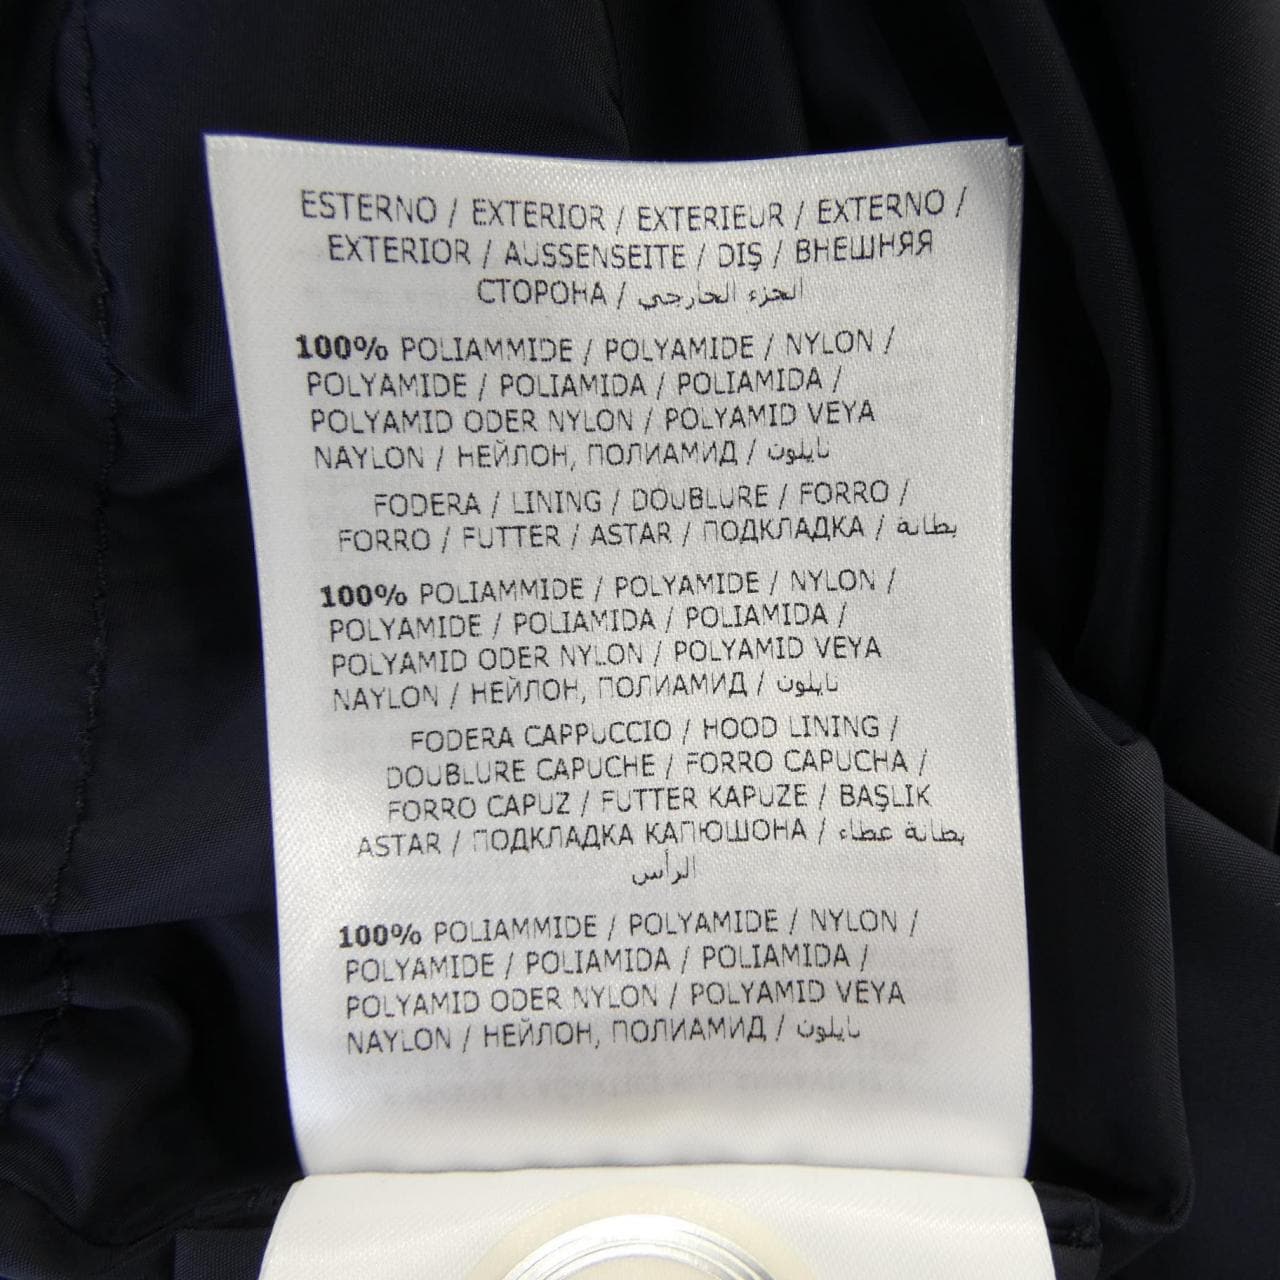 ESTERNO / EXTERIOR / EXTERIEUR / EXTERNO /
EXTERIOR / AUSSENSEITE / DIŞ / ВНЕШНЯЯ
СТОРОНА / الجزء الخارجي
100% POLIAMMIDE / POLYAMIDE / NYLON /
POLYAMIDE / POLIAMIDA / POLIAMIDA /
POLYAMID ODER NYLON / POLYAMID VEYA
NAYLON / НЕЙЛОН, ПОЛИАМИД / نايلون
FODERA / LINING / DOUBLURE / FORRO /
FORRO / FUTTER / ASTAR / ПОДКЛАДКА / بطانة
100% POLIAMMIDE / POLYAMIDE / NYLON /
POLYAMIDE / POLIAMIDA / POLIAMIDA /
POLYAMID ODER NYLON / POLYAMID VEYA
NAYLON / НЕЙЛОН, ПОЛИАМИД / نايلون
FODERA CAPPUCCIO / HOOD LINING /
DOUBLURE CAPUCHE / FORRO CAPUCHA /
FORRO CAPUZ / FUTTER KAPUZE / BAŞLIK
ASTAR / ПОДКЛАДКА КАПЮШОНА / بطانة غطاء
الرأس
100% POLIAMMIDE / POLYAMIDE / NYLON /
POLYAMIDE / POLIAMIDA / POLIAMIDA /
POLYAMID ODER NYLON / POLYAMID VEYA
NAYLON / НЕЙЛОН, ПОЛИАМИД / نايلون